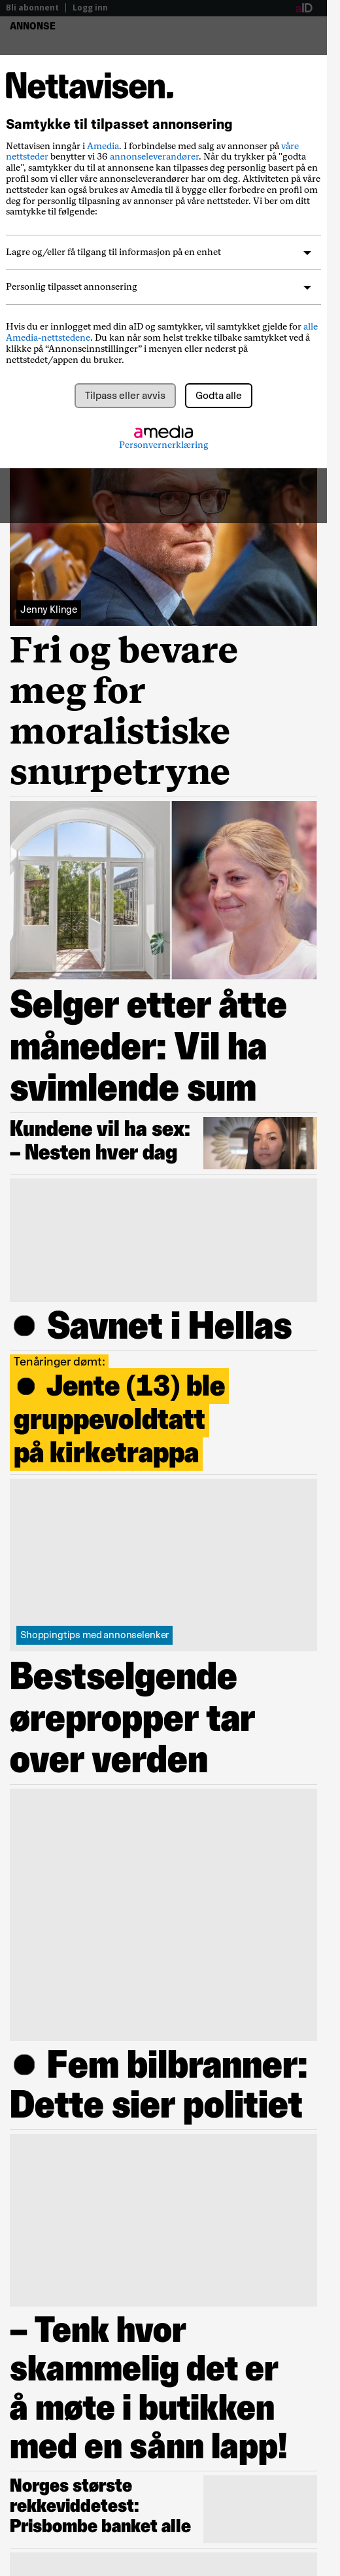 Bli abonnent | Logg inn
aID
ANNONSE
Nettavisen.
Samtykke til tilpasset annonsering
Nettavisen inngår i Amedia. I forbindelse med salg av annonser på våre
nettsteder benytter vi 36 annonseleverandører. Når du trykker på "godta
alle", samtykker du til at annonsene kan tilpasses deg personlig basert på en
profil som vi eller våre annonseleverandører har om deg. Aktiviteten på våre
nettsteder kan også brukes av Amedia til å bygge eller forbedre en profil om
deg for personlig tilpasning av annonser på våre nettsteder. Vi ber om ditt
samtykke til følgende:
Lagre og/eller få tilgang til informasjon på en enhet
Personlig tilpasset annonsering
Hvis du er innlogget med din aID og samtykker, vil samtykket gjelde for alle
Amedia-nettstedene. Du kan når som helst trekke tilbake samtykket ved å
klikke på “Annonseinnstillinger” i menyen eller nederst på
nettstedet/appen du bruker.
Tilpass eller avvis
Godta alle
amedia
Personvernerklæring
Jenny Klinge
Fri og bevare
meg for
moralistiske
snurpetryne
Selger etter åtte
måneder: Vil ha
svimlende sum
Kundene vil ha sex:
– Nesten hver dag
Savnet i Hellas
Tenåringer dømt:
Jente (13) ble
gruppevoldtatt
på kirketrappa
Shoppingtips med annonselenker
Bestselgende
ørepropper tar
over verden
Fem bilbranner:
Dette sier politiet
– Tenk hvor
skammelig det er
å møte i butikken
med en sånn lapp!
Norges største
rekkeviddetest:
Prisbombe banket alle